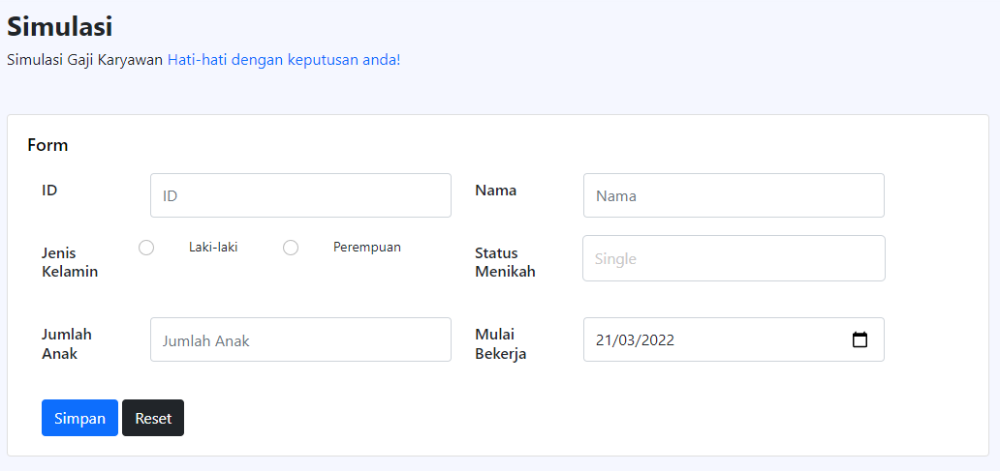 Simulasi
Simulasi Gaji Karyawan Hati-hati dengan keputusan anda!
Form
ID
ID
Nama
Nama
Jenis
Kelamin
Laki-laki
Perempuan
Status
Menikah
Single
Jumlah
Anak
Jumlah Anak
Mulai
Bekerja
21/03/2022
Simpan
Reset